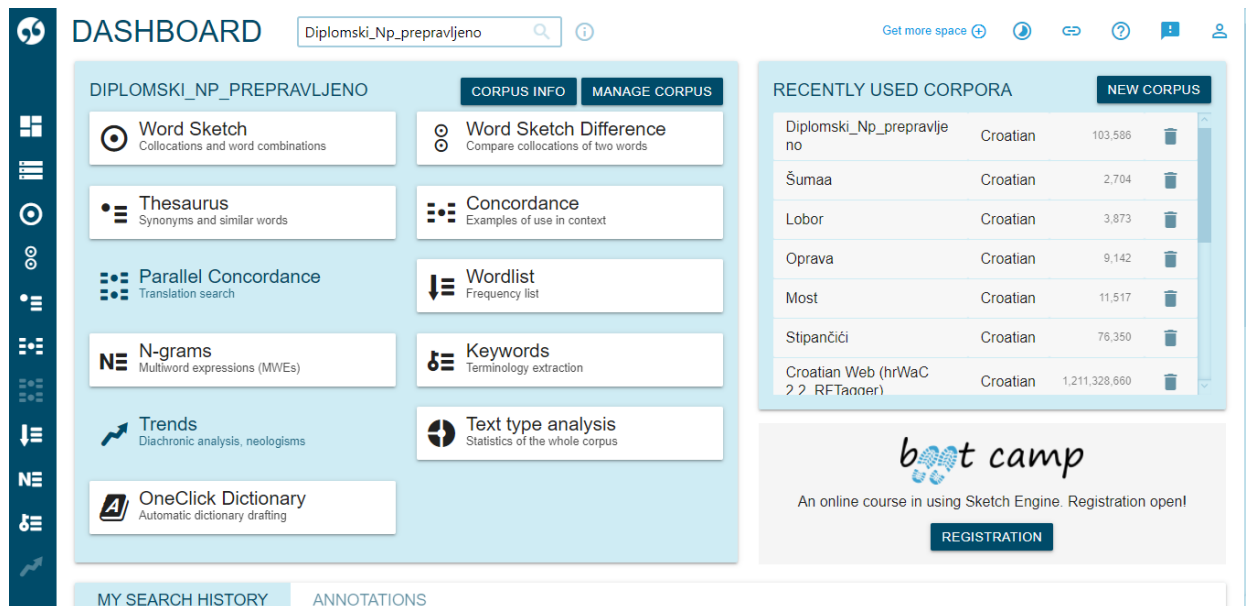 DASHBOARD
Diplomski_Np_prepravljeno
Get more space
DIPLOMSKI_NP_PREPRAVLJENO
CORPUS INFO
MANAGE CORPUS
Word Sketch
Collocations and word combinations
Word Sketch Difference
Compare collocations of two words
Thesaurus
Synonyms and similar words
Concordance
Examples of use in context
Parallel Concordance
Translation search
Wordlist
Frequency list
N-grams
Multiword expressions (MWEs)
Keywords
Terminology extraction
Trends
Diachronic analysis, neologisms
Text type analysis
Statistics of the whole corpus
OneClick Dictionary
Automatic dictionary drafting
RECENTLY USED CORPORA
NEW CORPUS
Diplomski_Np_prepravlje
no
Croatian
103,586
Šumaa
Croatian
2,704
Lobor
Croatian
3,873
Oprava
Croatian
9,142
Most
Croatian
11,517
Stipančići
Croatian
76,350
Croatian Web (hrWaC
2.2, RFTagger)
Croatian
1,211,328,660
boot camp
An online course in using Sketch Engine. Registration open!
REGISTRATION
MY SEARCH HISTORY
ANNOTATIONS